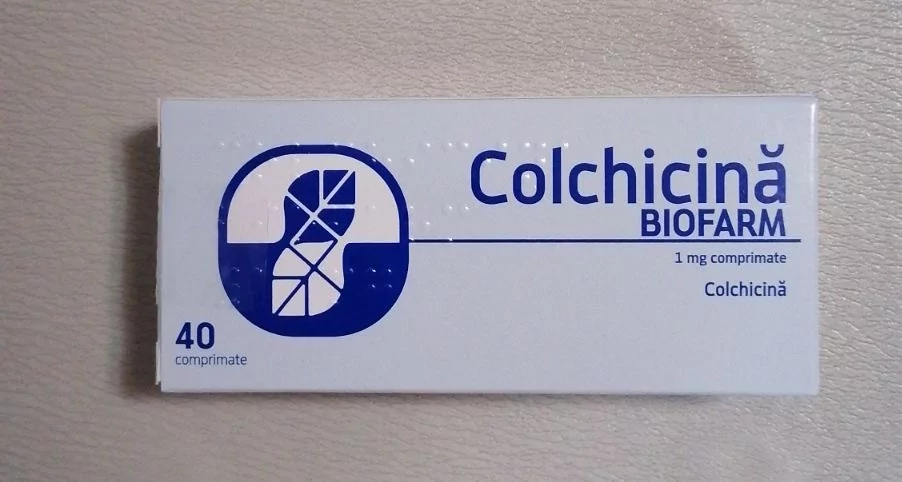 Colchicină
BIOFARM
1 mg comprimate
Colchicină
40
comprimate